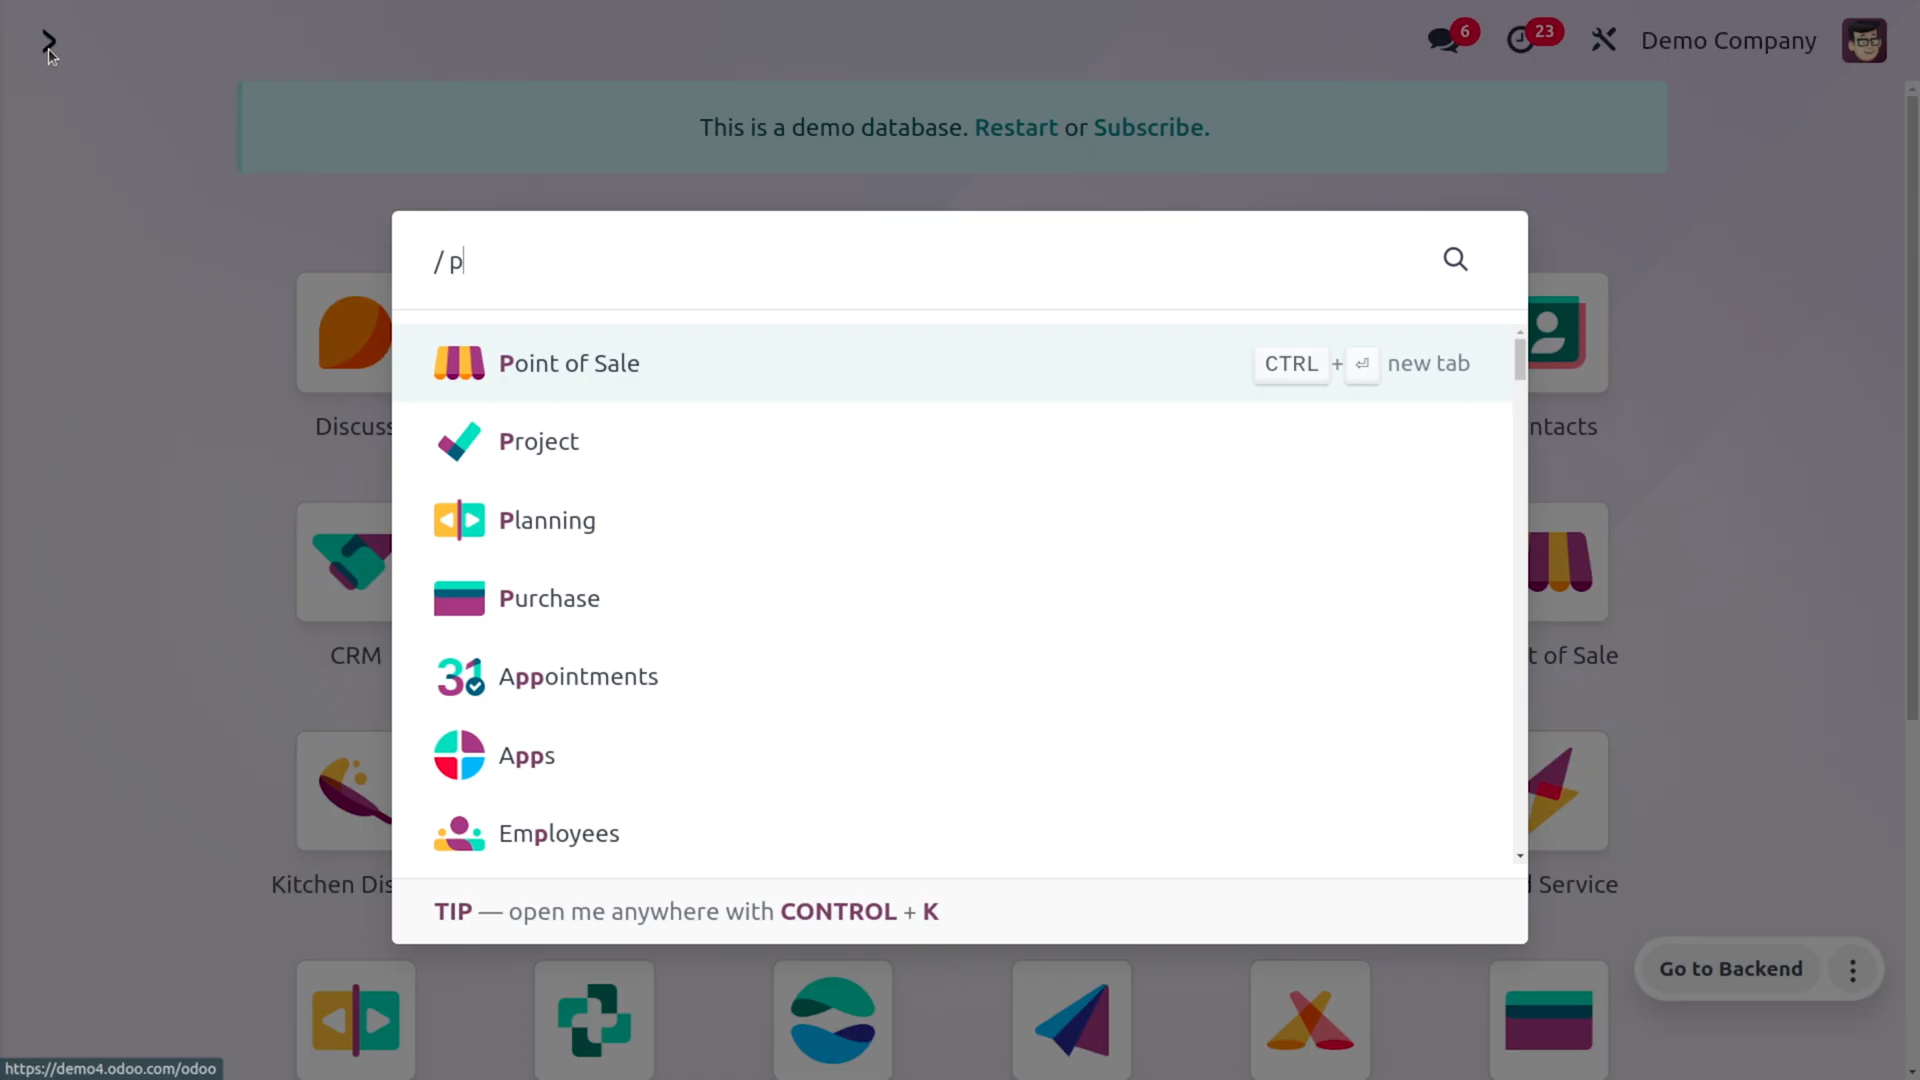 6
23
Demo Company
This is a demo database. Restart or Subscribe.
/ p
Point of Sale
CTRL + ⏎ new tab
Project
Planning
Purchase
Appointments
Apps
Employees
TIP — open me anywhere with CONTROL + K
Discuss
ntacts
CRM
t of Sale
Kitchen Dis
d Service
Go to Backend
https://demo4.odoo.com/odoo